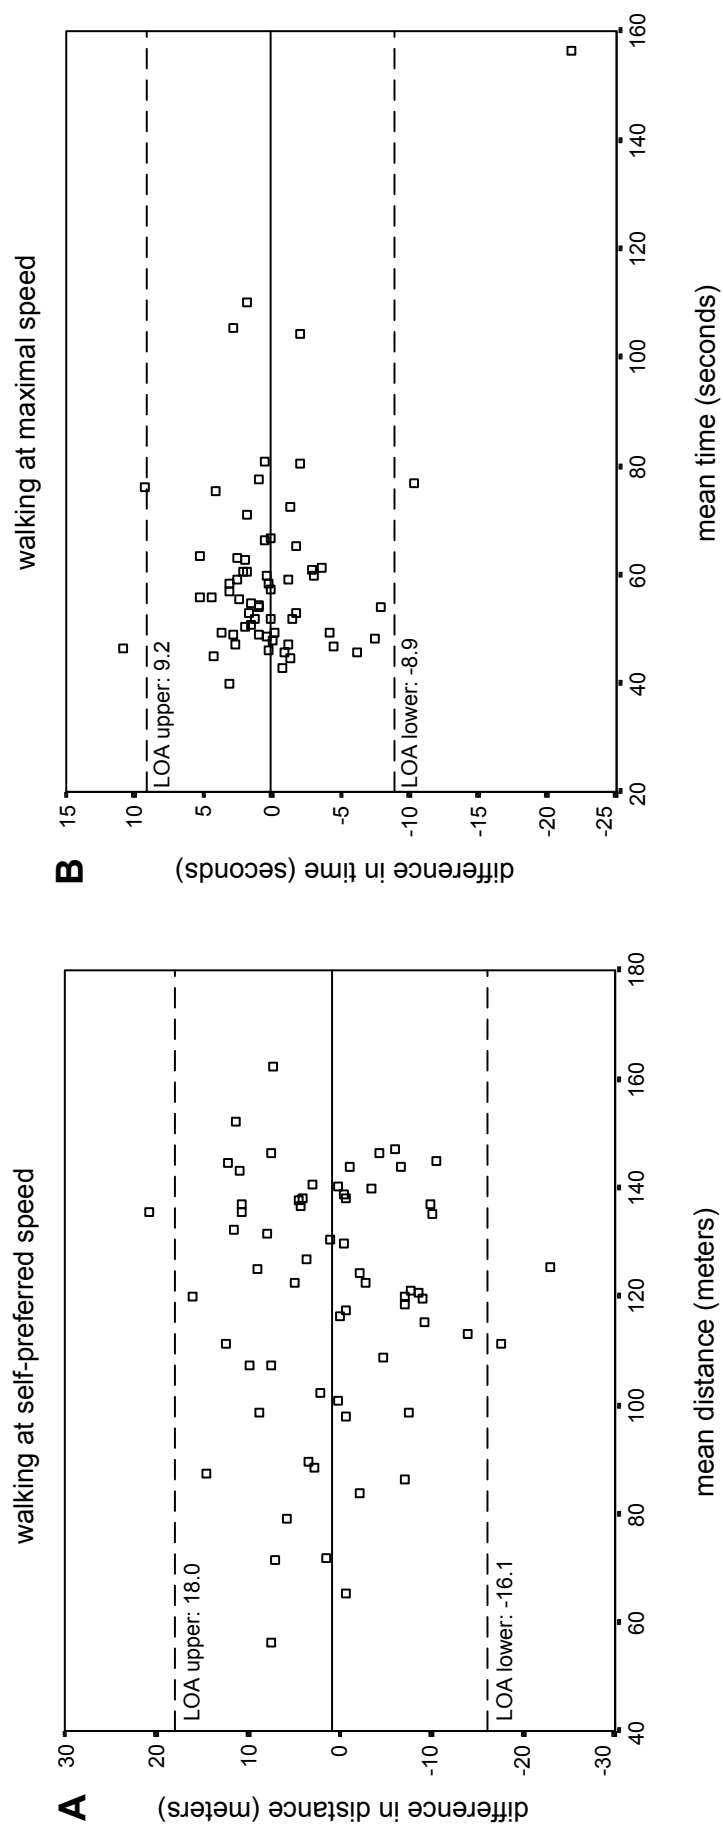 A
walking at self-preferred speed
difference in distance (meters)
30
20
10
0
-10
-20
-30
LOA upper: 18.0
LOA lower: -16.1
40
60
80
100
120
140
160
180
mean distance (meters)
B
walking at maximal speed
difference in time (seconds)
15
10
5
0
-5
-10
-15
-20
-25
LOA upper: 9.2
LOA lower: -8.9
20
40
60
80
100
120
140
160
mean time (seconds)